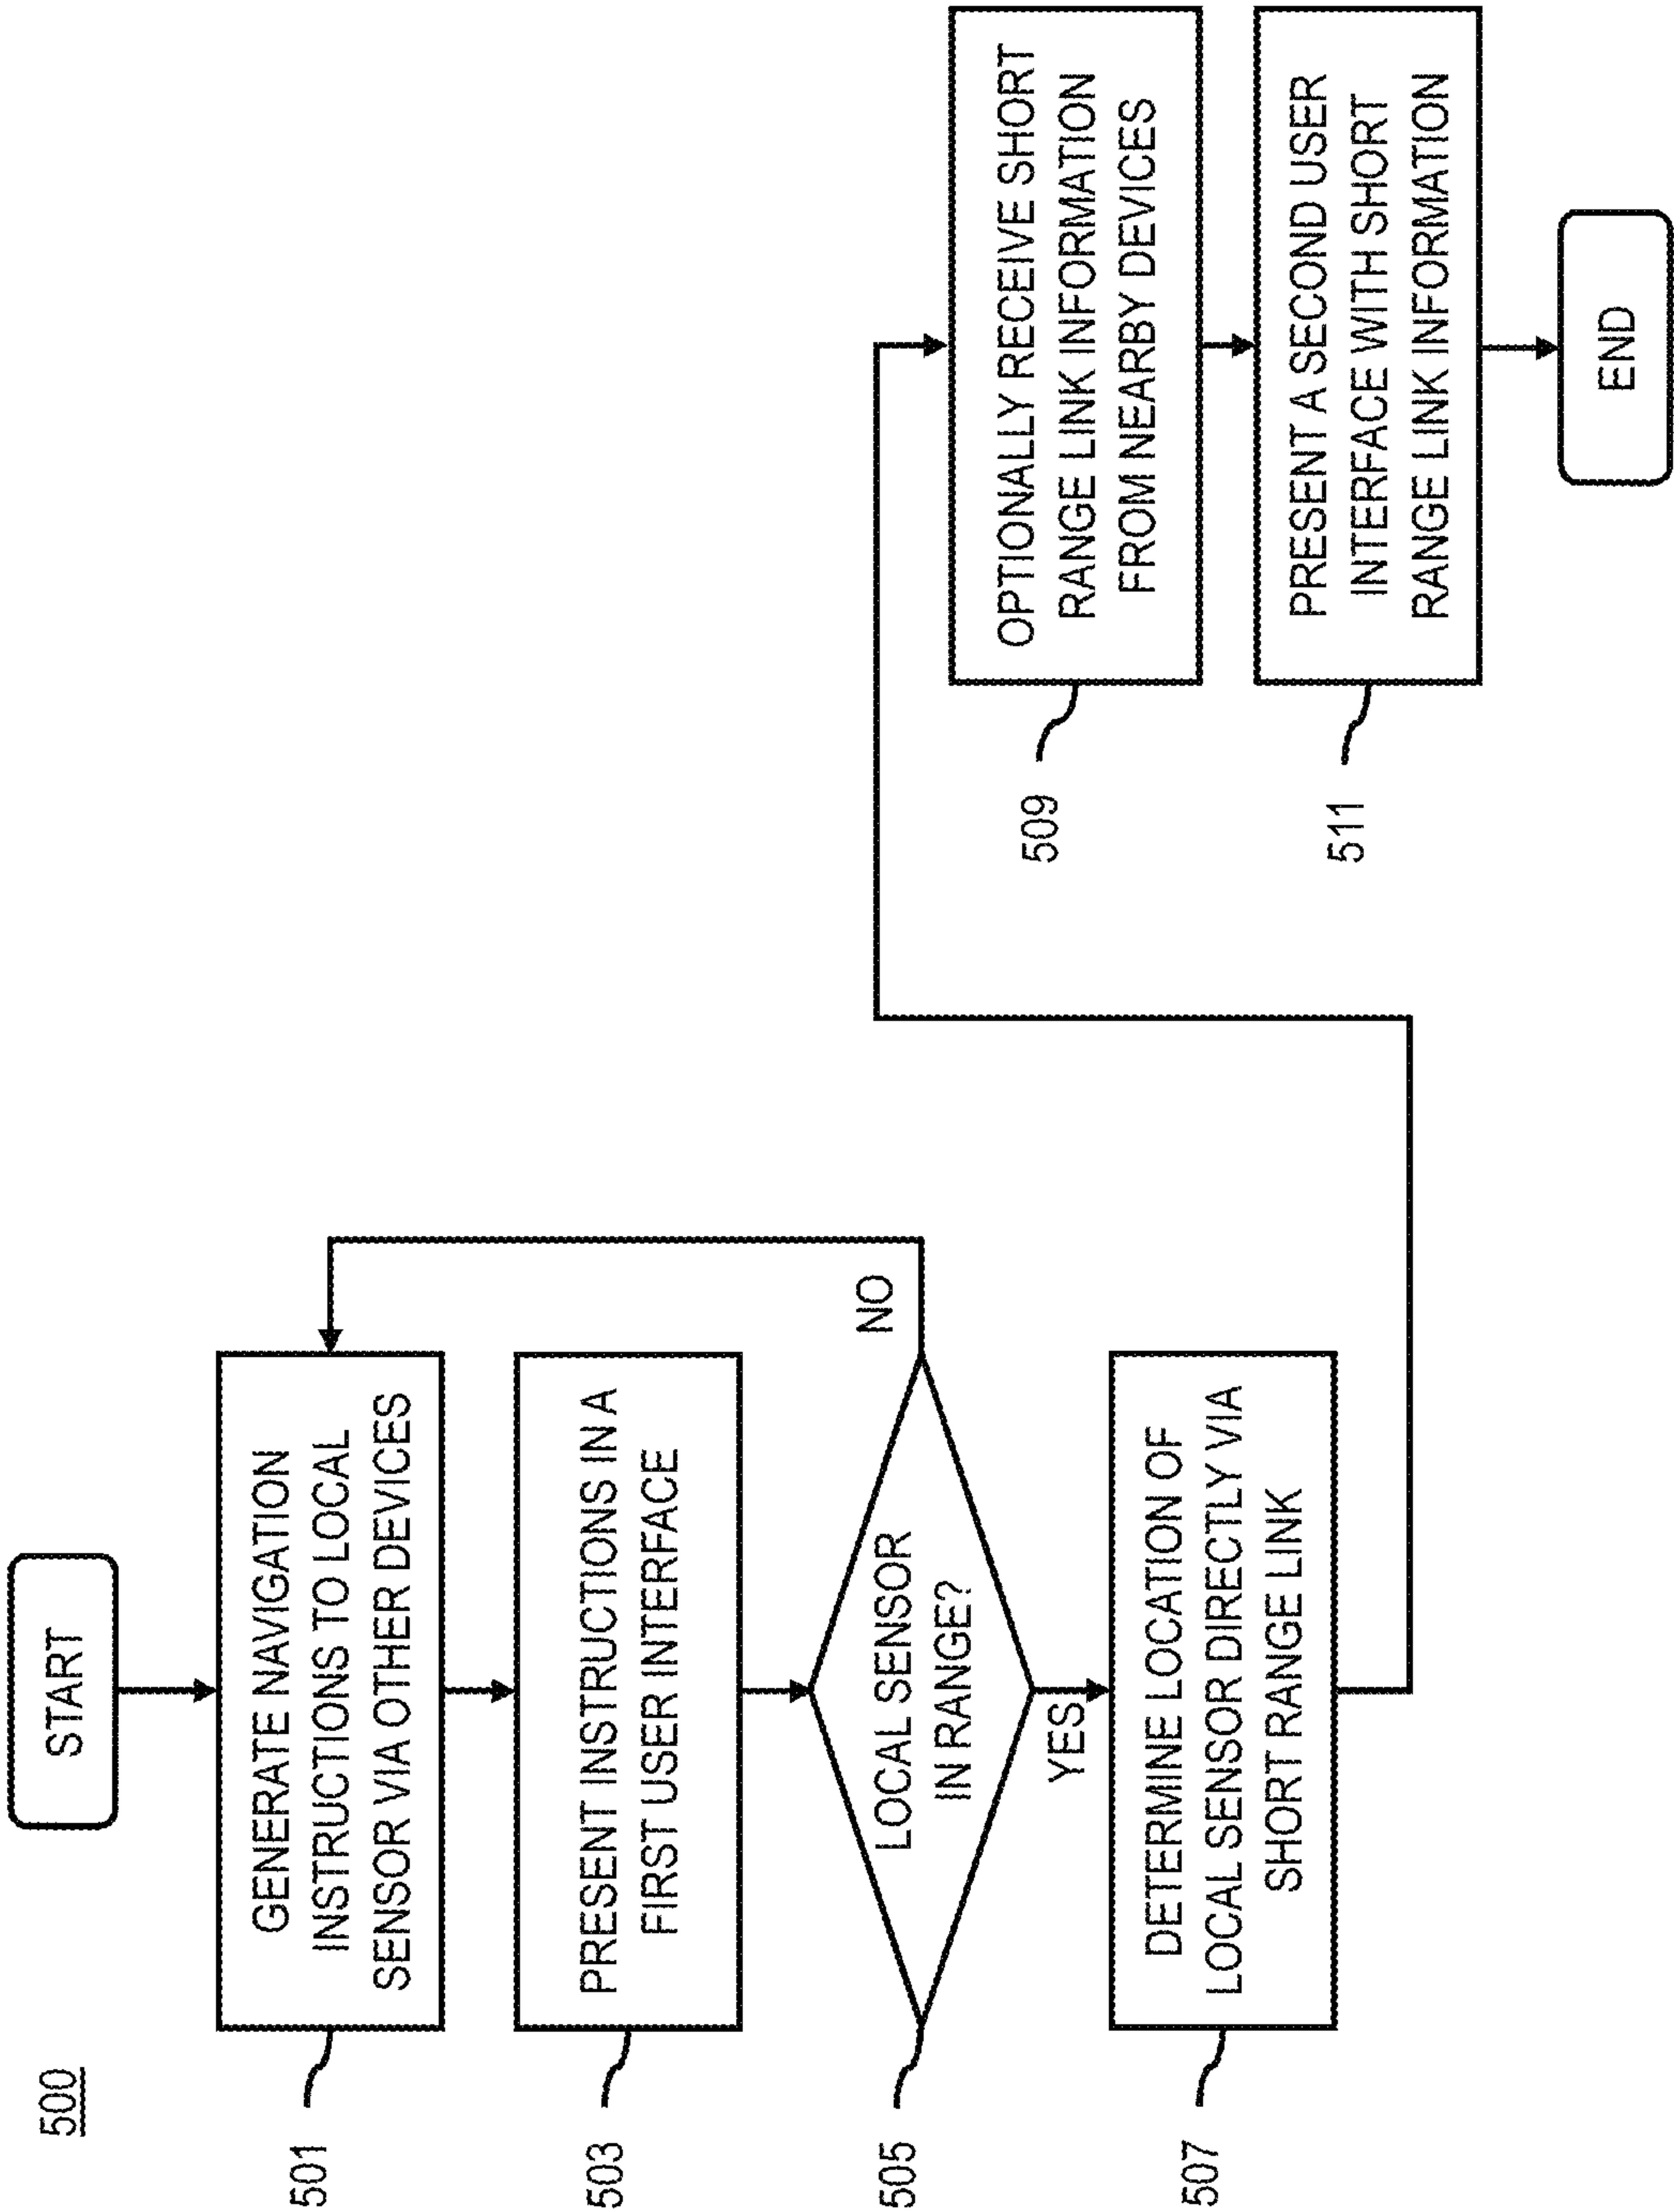 500
START
501
GENERATE NAVIGATION
INSTRUCTIONS TO LOCAL
SENSOR VIA OTHER DEVICES
503
PRESENT INSTRUCTIONS IN A
FIRST USER INTERFACE
505
LOCAL SENSOR
IN RANGE?
NO
YES
507
DETERMINE LOCATION OF
LOCAL SENSOR DIRECTLY VIA
SHORT RANGE LINK
509
OPTIONALLY RECEIVE SHORT
RANGE LINK INFORMATION
FROM NEARBY DEVICES
511
PRESENT A SECOND USER
INTERFACE WITH SHORT
RANGE LINK INFORMATION
END